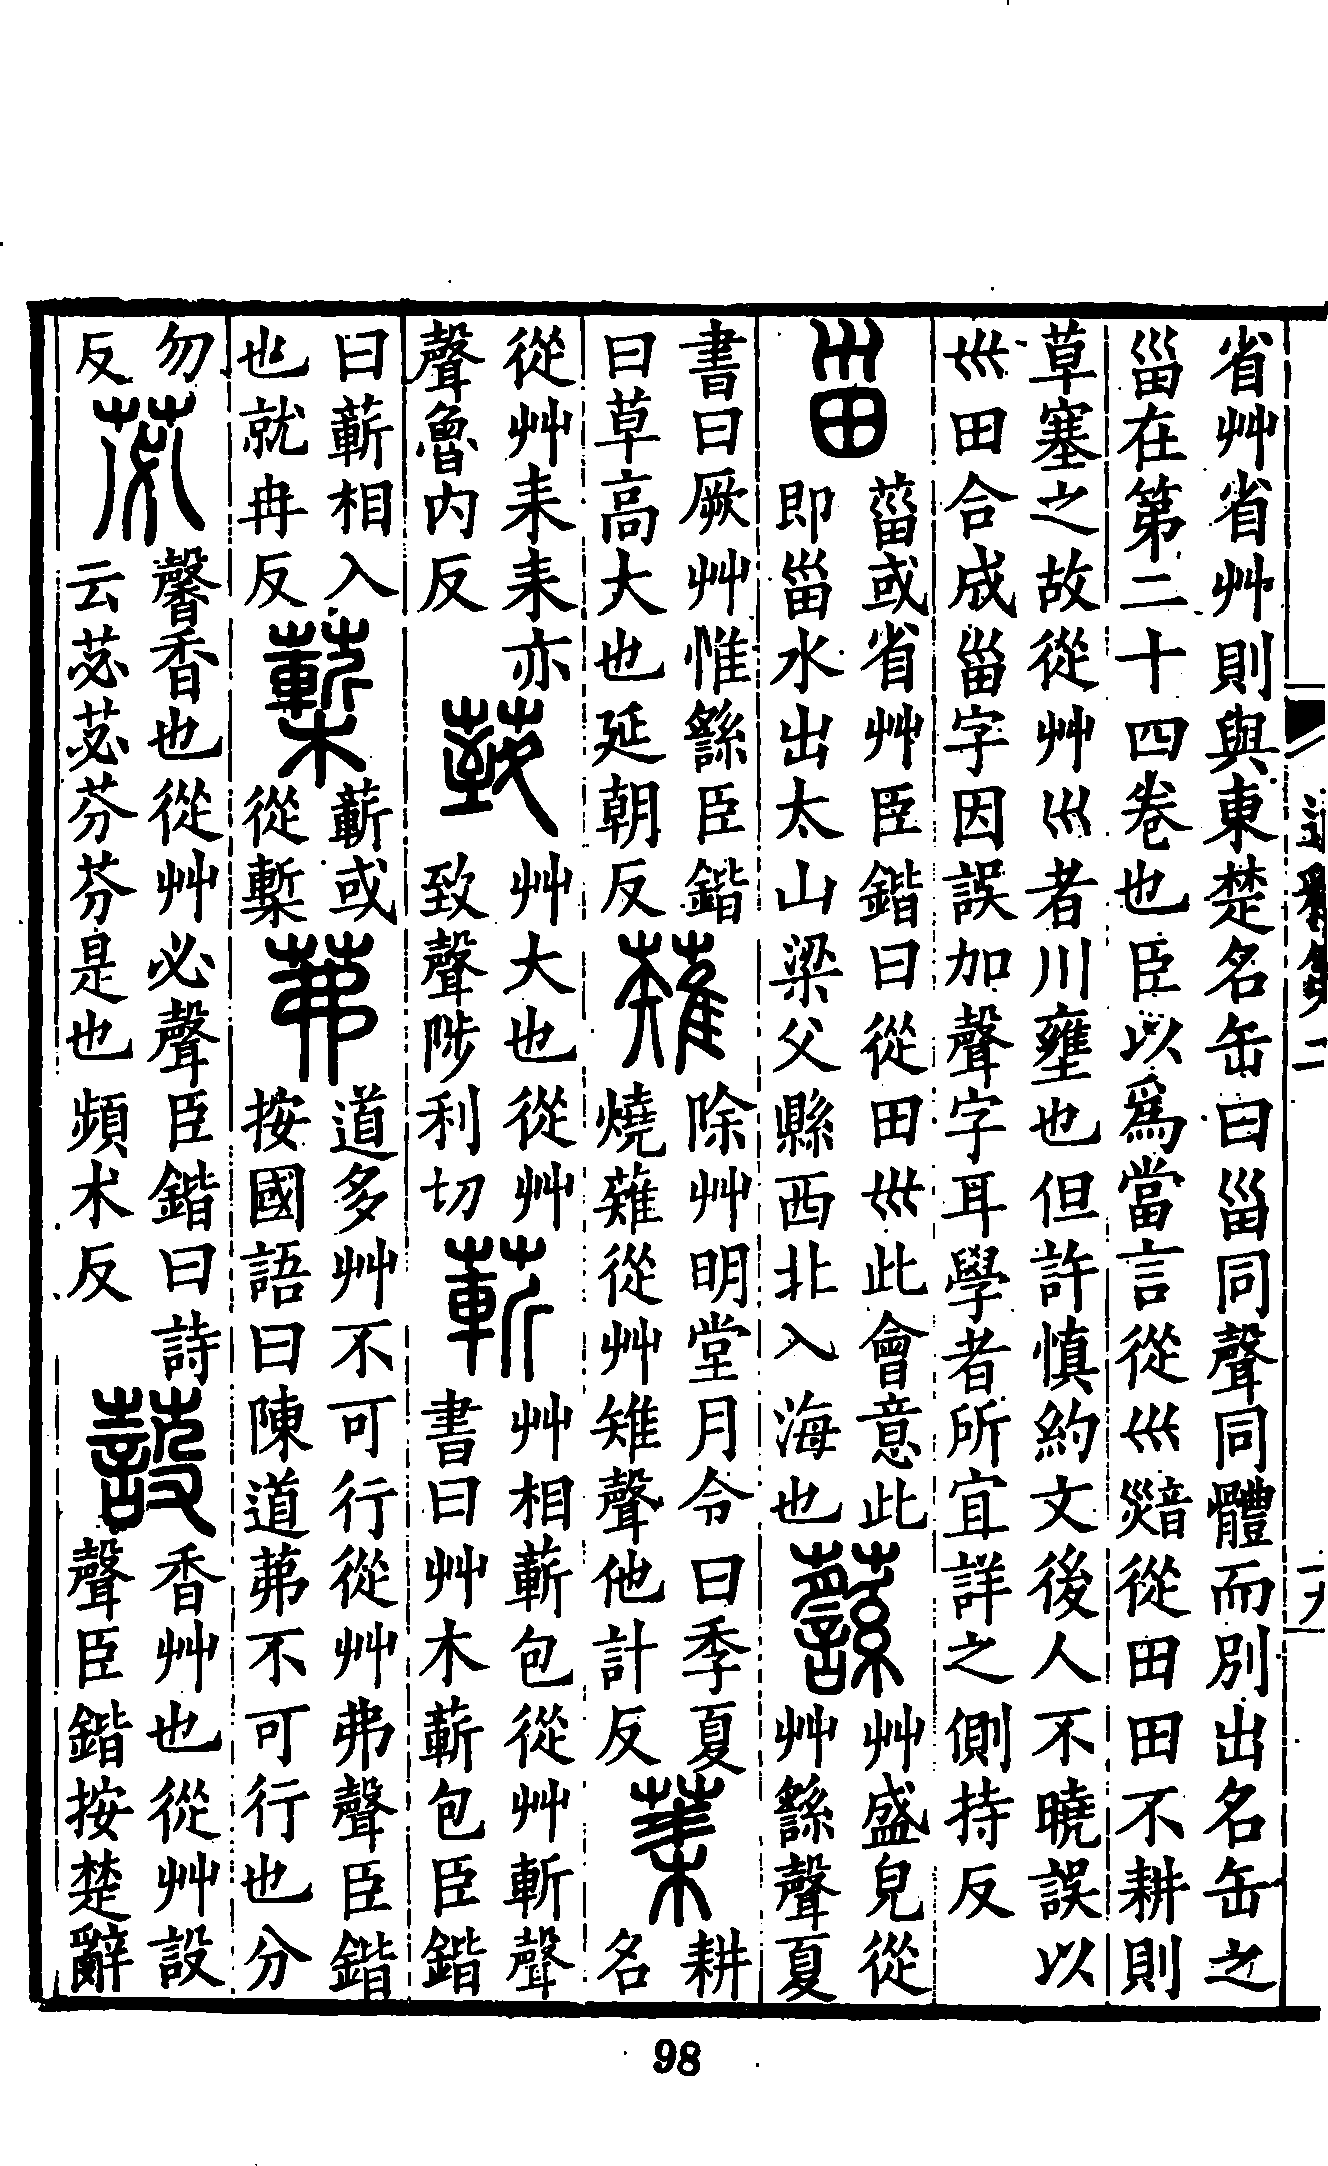 省艸省艸則與東楚名缶曰甾同聲同體而別出名缶之
甾在第二十四卷也臣以爲當言從𡿧從田田不耕則
草塞之故從艸𡿧者川壅也但許慎約文後人不曉誤以
𡿧田合成甾字因誤加聲字耳學者所宜詳之側持反
甾
菑或省艸臣鍇曰從田𡿧此會意此
即甾水出太山梁父縣西北入海也
蘨
艸盛皃從
艸繇聲夏
書曰厥艸惟繇臣鍇
曰草高大也延朝反
薙
除艸明堂月令曰季夏
燒薙從艸雉聲他計反
耕
名
從艸耒耒亦
聲魯内反
艸大也從艸
致聲陟利切
蔪
艸相蔪包從艸斬聲
書曰艸木蔪包臣鍇
曰蔪相入
也就冉反
蔪或
從槧
茀
道多艸不可行從艸弗聲臣鍇
按國語曰陳道茀不可行也分
勿
反
苾
馨香也從艸必聲臣鍇曰詩
云苾苾芬芬是也頻朮反
蔎
香艸也從艸設
聲臣鍇按楚辭
98